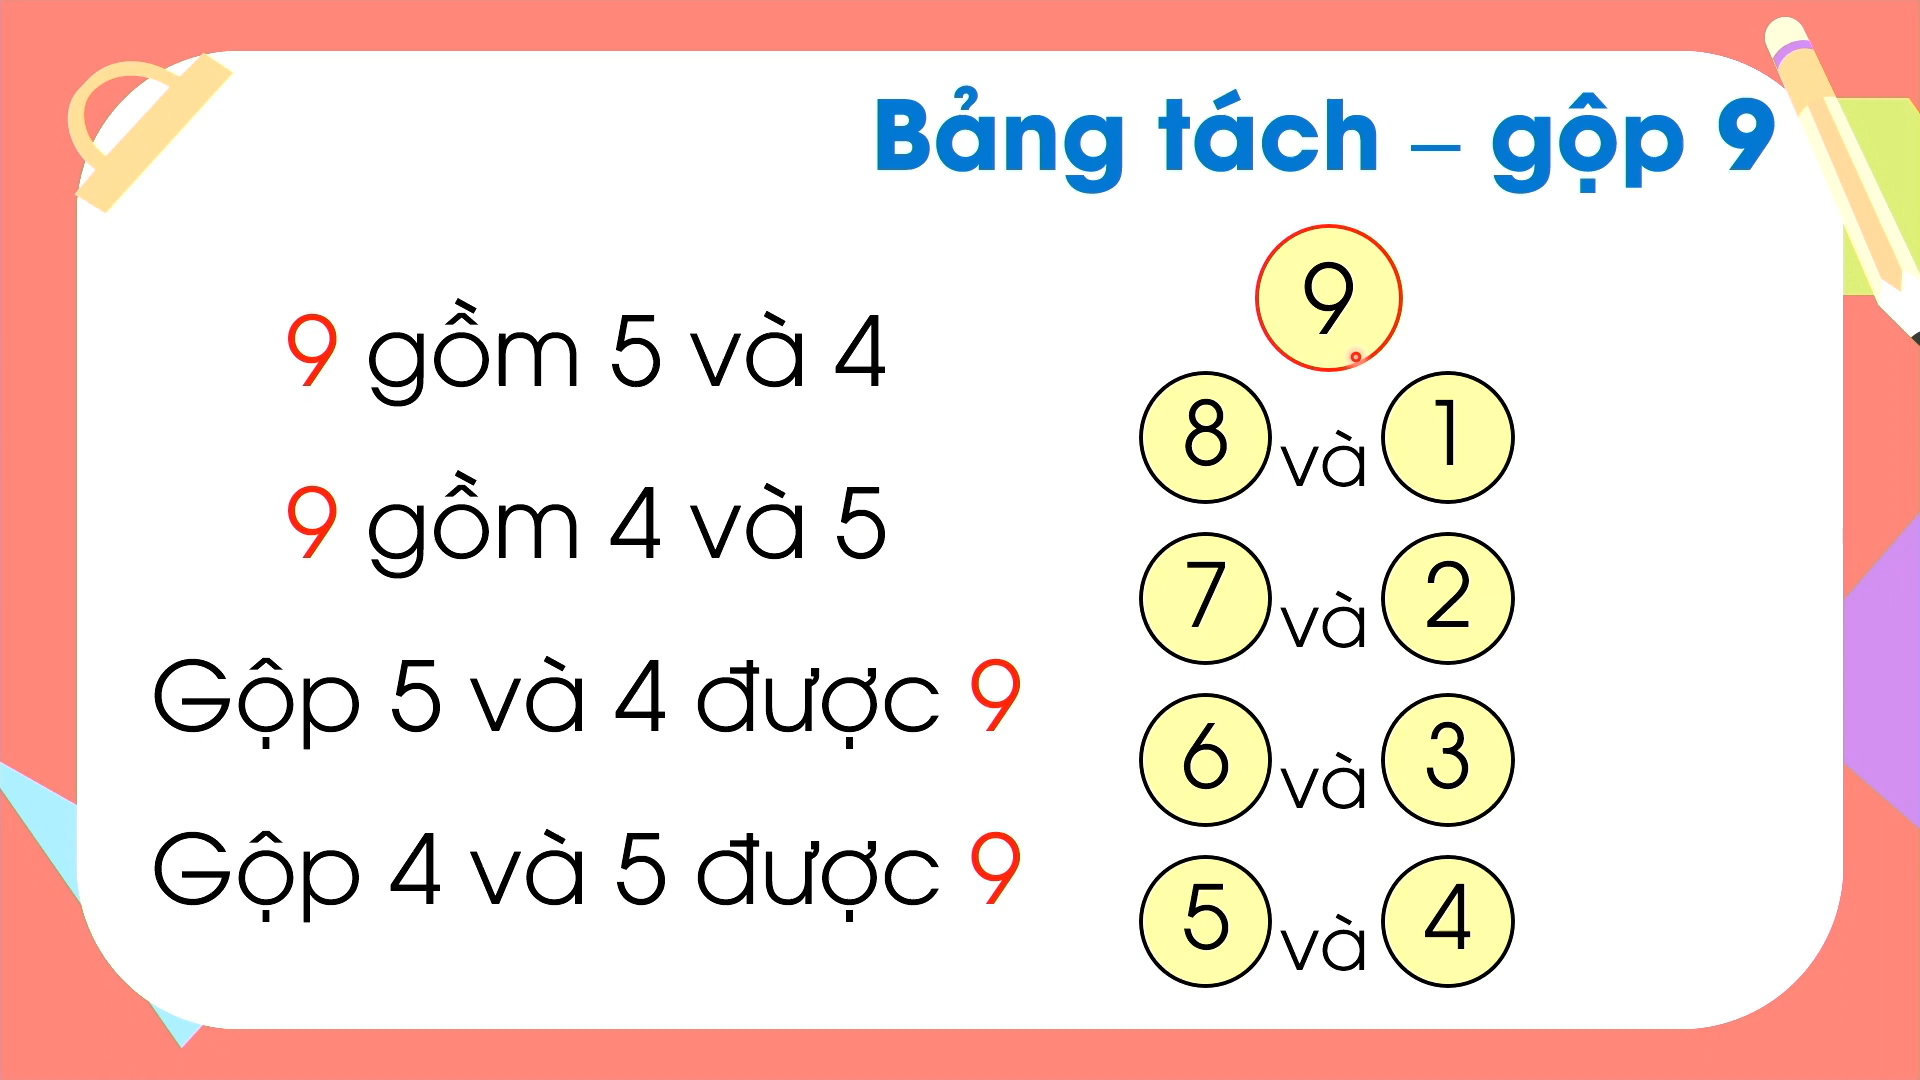 Bảng tách – gộp 9
9 gồm 5 và 4
9 gồm 4 và 5
Gộp 5 và 4 được 9
Gộp 4 và 5 được 9
9
8 và 1
7 và 2
6 và 3
5 và 4